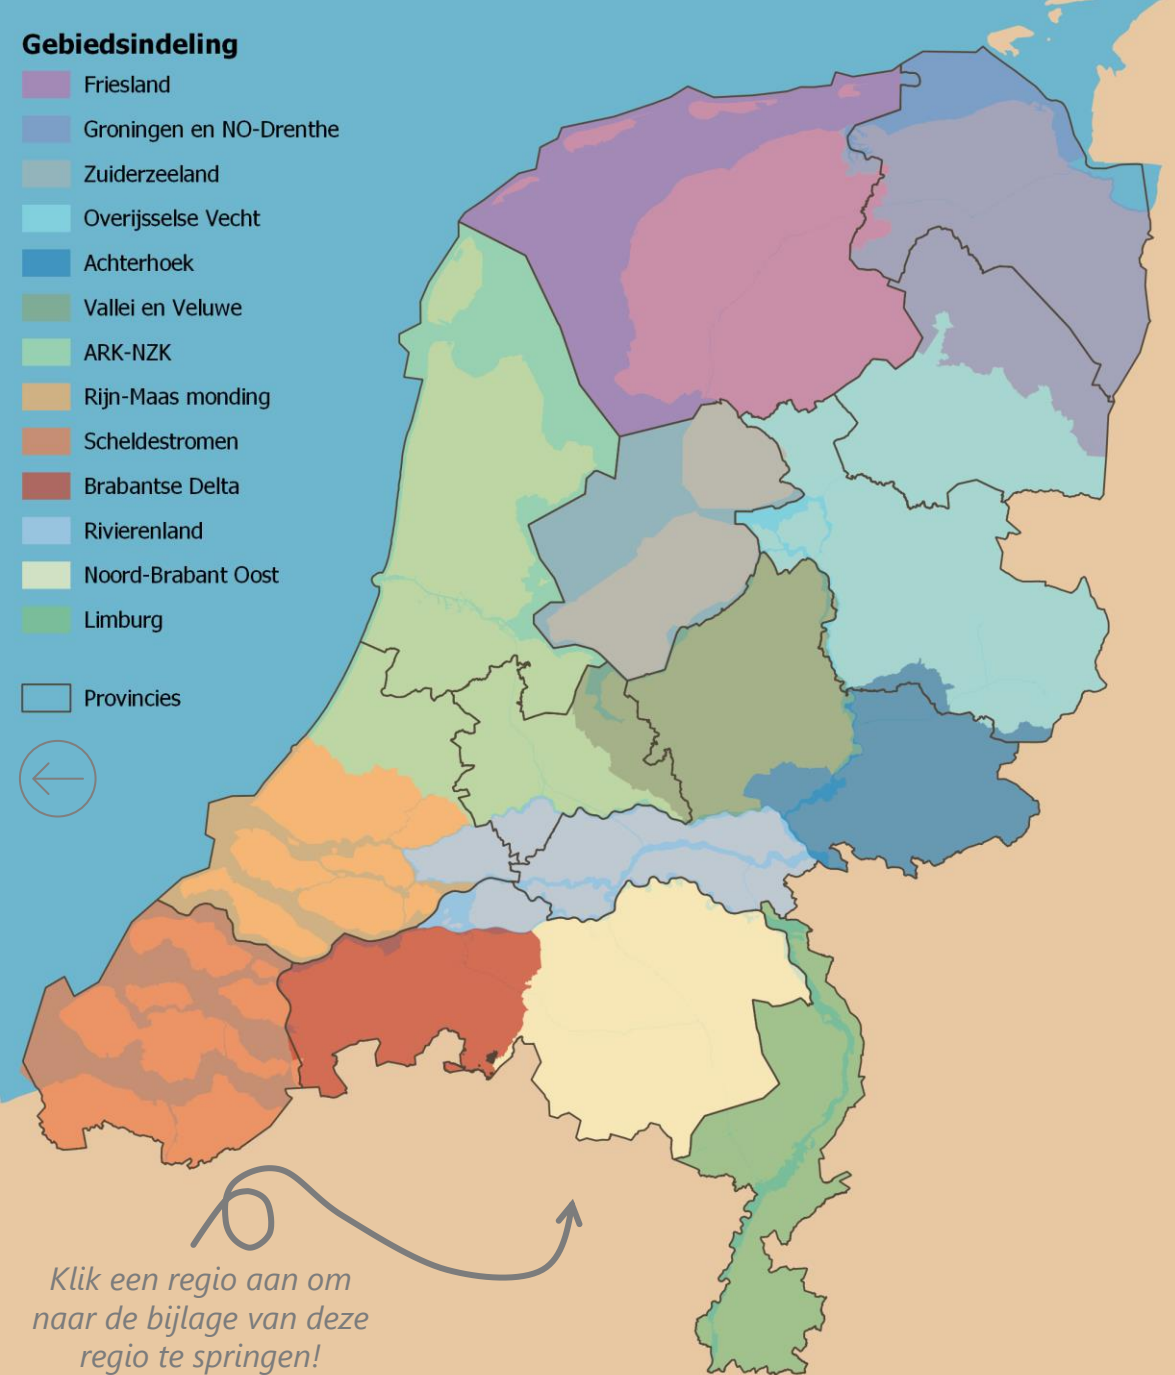 Gebiedsindeling
Friesland
Groningen en NO-Drenthe
Zuiderzeeland
Overijsselse Vecht
Achterhoek
Vallei en Veluwe
ARK-NZK
Rijn-Maas monding
Scheldestromen
Brabantse Delta
Rivierenland
Noord-Brabant Oost
Limburg
Provincies
Klik een regio aan om
naar de bijlage van deze
regio te springen!